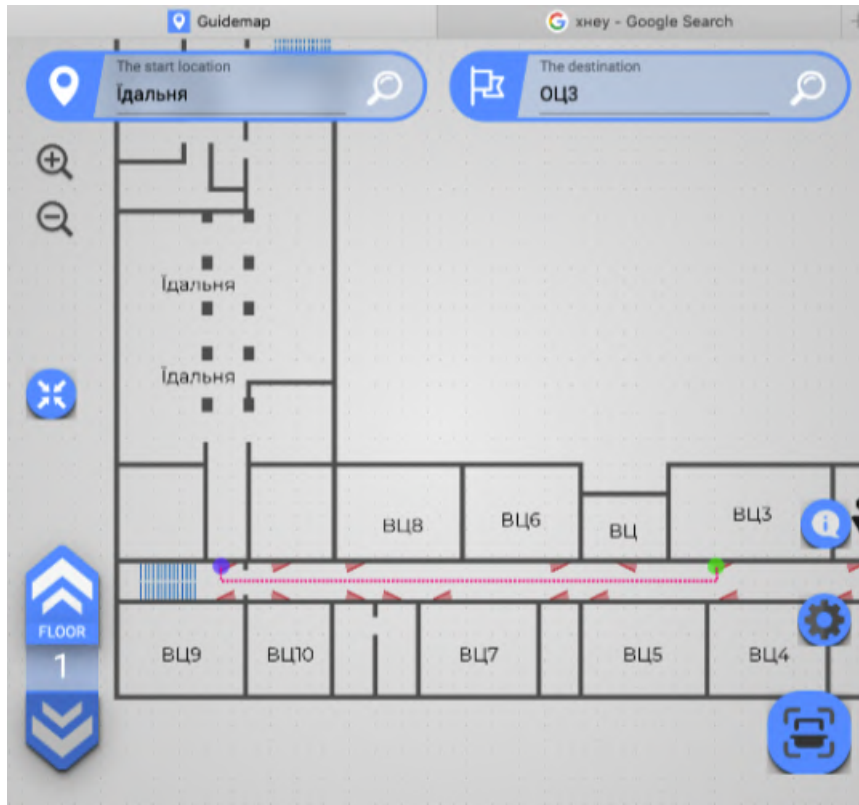 Guidemap
хнеу - Google Search
The start location
Їдальня
The destination
ОЦ3
Їдальня
Їдальня
ВЦ8
ВЦ6
ВЦ
ВЦ3
FLOOR
1
ВЦ9
ВЦ10
ВЦ7
ВЦ5
ВЦ4